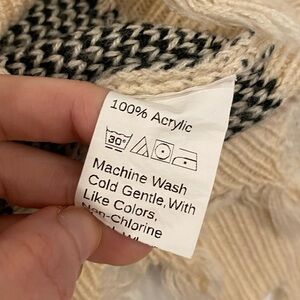 100% Acrylic
30°
Machine Wash
Cold Gentle, With
Like Colors,
Non-Chlorine